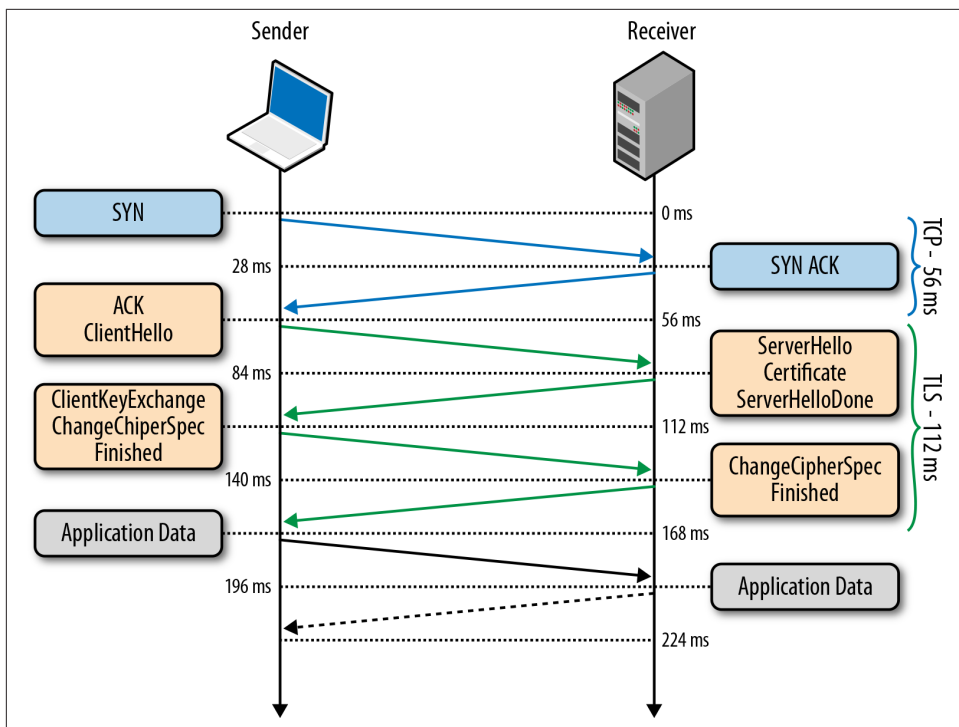 Sender
Receiver
SYN
0 ms
28 ms
SYN ACK
TCP - 56 ms
ACK
ClientHello
56 ms
84 ms
ServerHello
Certificate
ServerHelloDone
TLS - 112 ms
ClientKeyExchange
ChangeChiperSpec
Finished
112 ms
140 ms
ChangeCipherSpec
Finished
Application Data
168 ms
196 ms
Application Data
224 ms